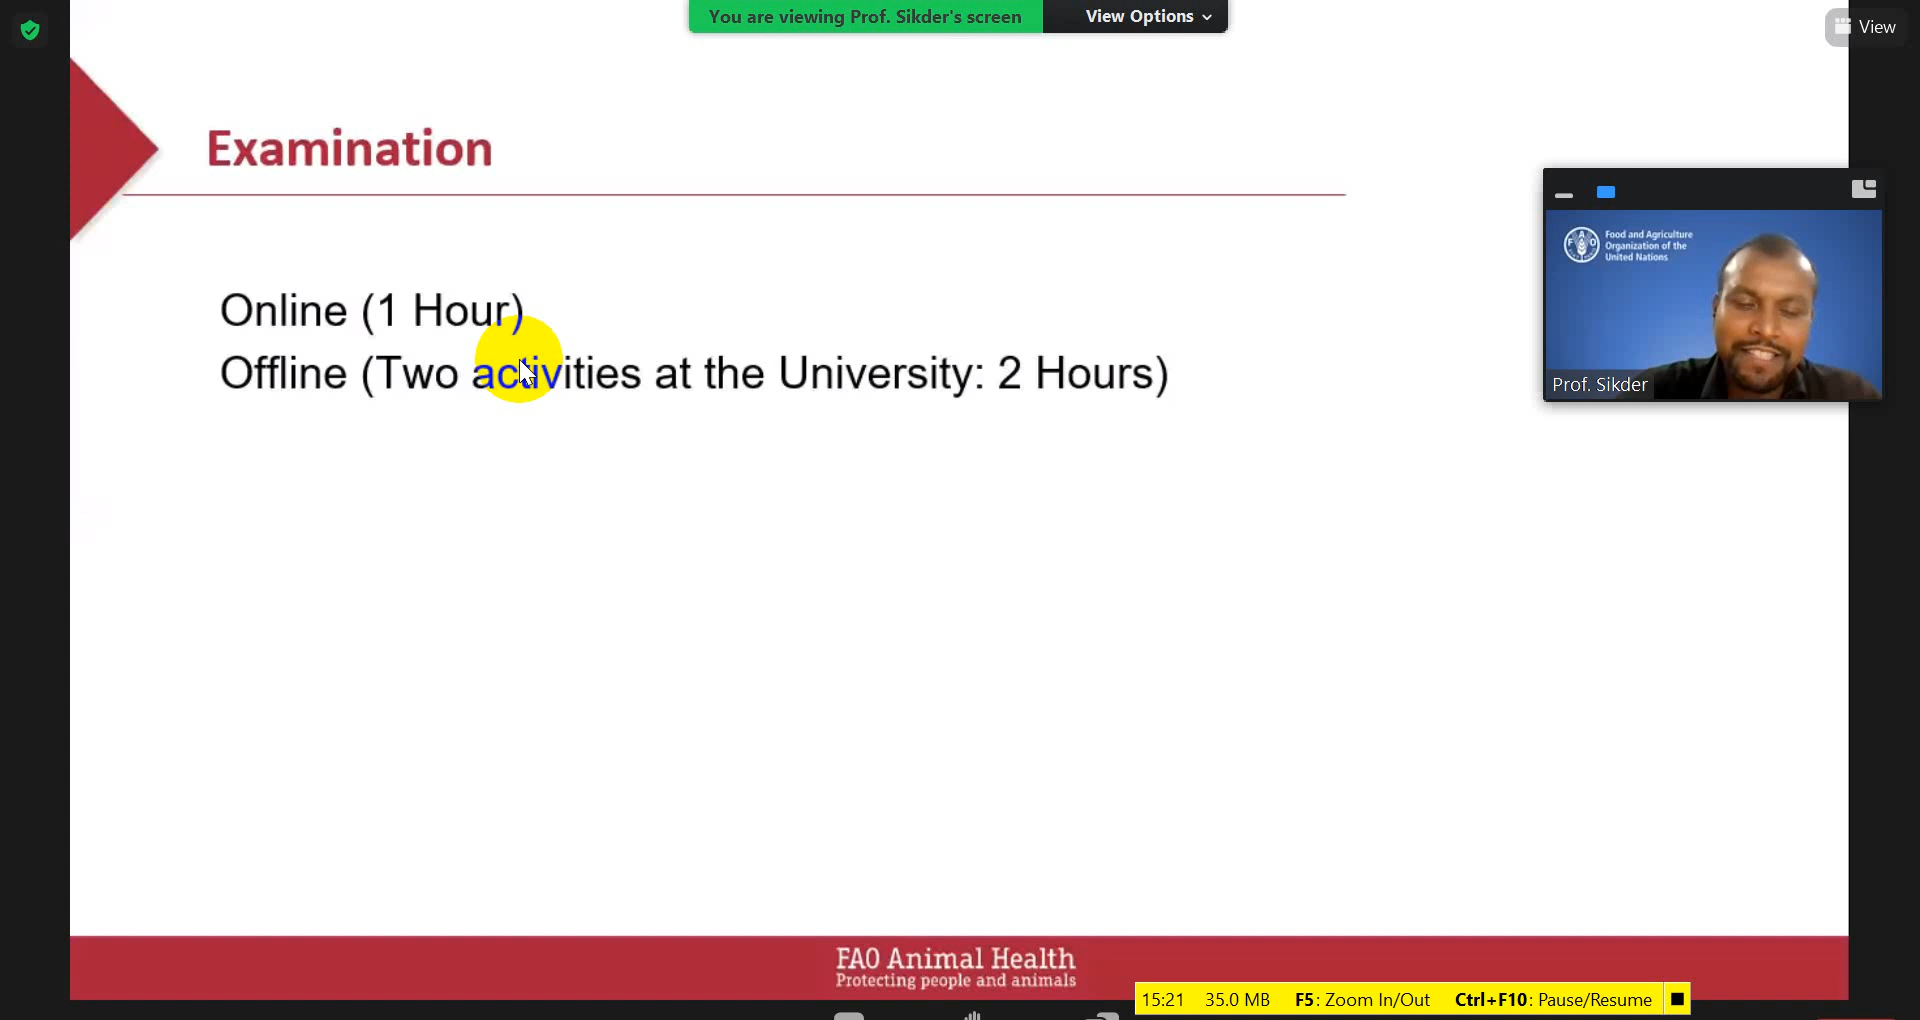 You are viewing Prof. Sikder's screen
View Options
View
Examination
Food and Agriculture
Organization of the
United Nations
F A O
Prof. Sikder
Online (1 Hour)
Offline (Two activities at the University: 2 Hours)
FAO Animal Health
Protecting people and animals
15:21 35.0 MB F5: Zoom In/Out Ctrl+F10: Pause/Resume